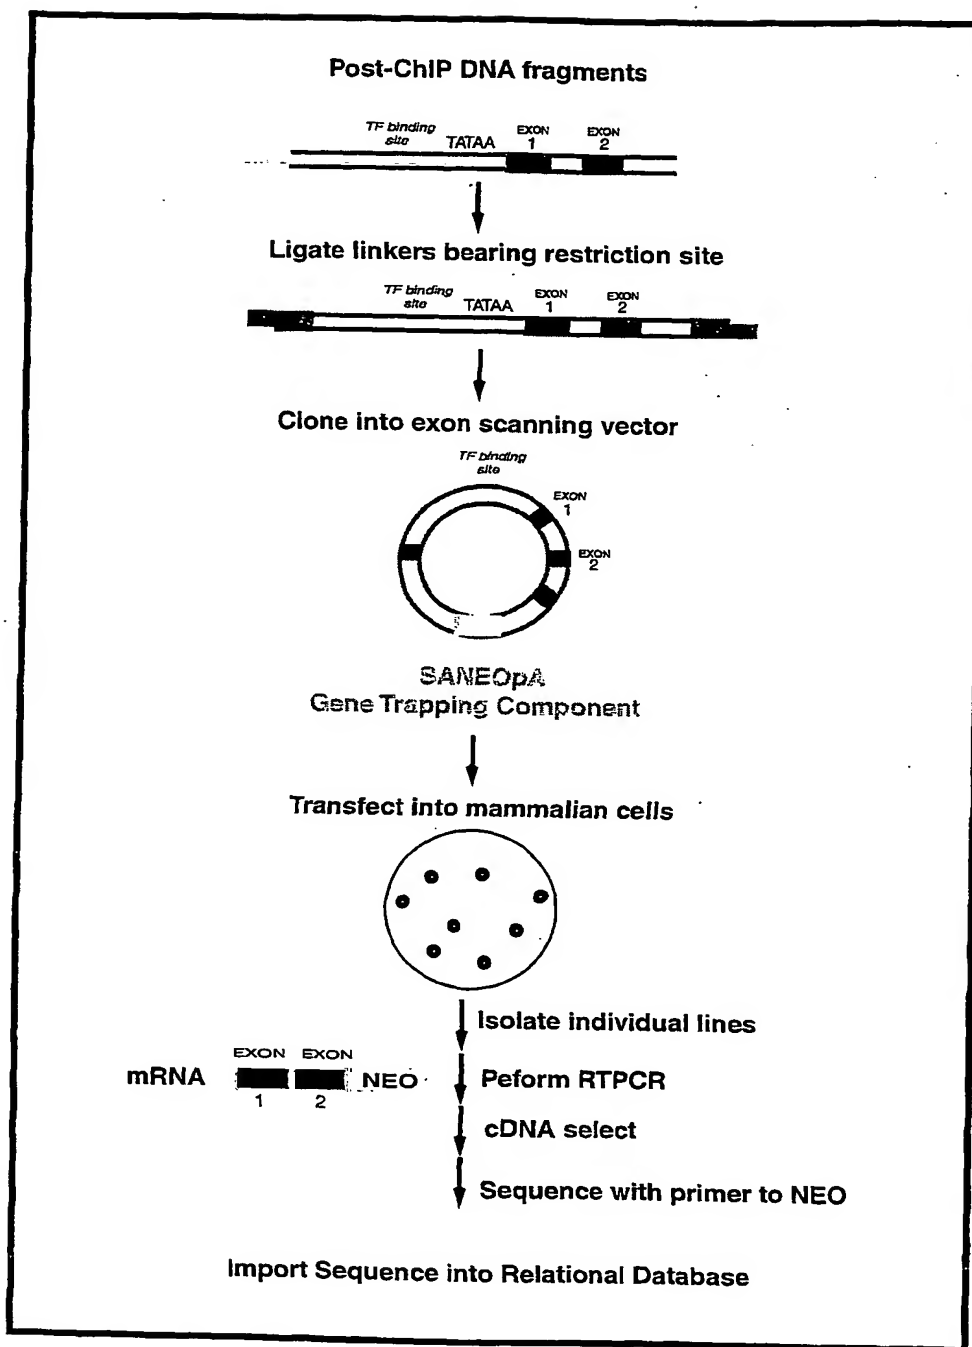 Post-ChIP DNA fragments
TF binding
site
TATAA
EXON
1
EXON
2
Ligate linkers bearing restriction site
TF binding
site
TATAA
EXON
1
EXON
2
Clone into exon scanning vector
TF binding
site
EXON
1
EXON
2
SANEOpA
Gene Trapping Component
Transfect into mammalian cells
Isolate individual lines
EXON EXON
mRNA
NEO
1 2
Peform RTPCR
cDNA select
Sequence with primer to NEO
Import Sequence into Relational Database